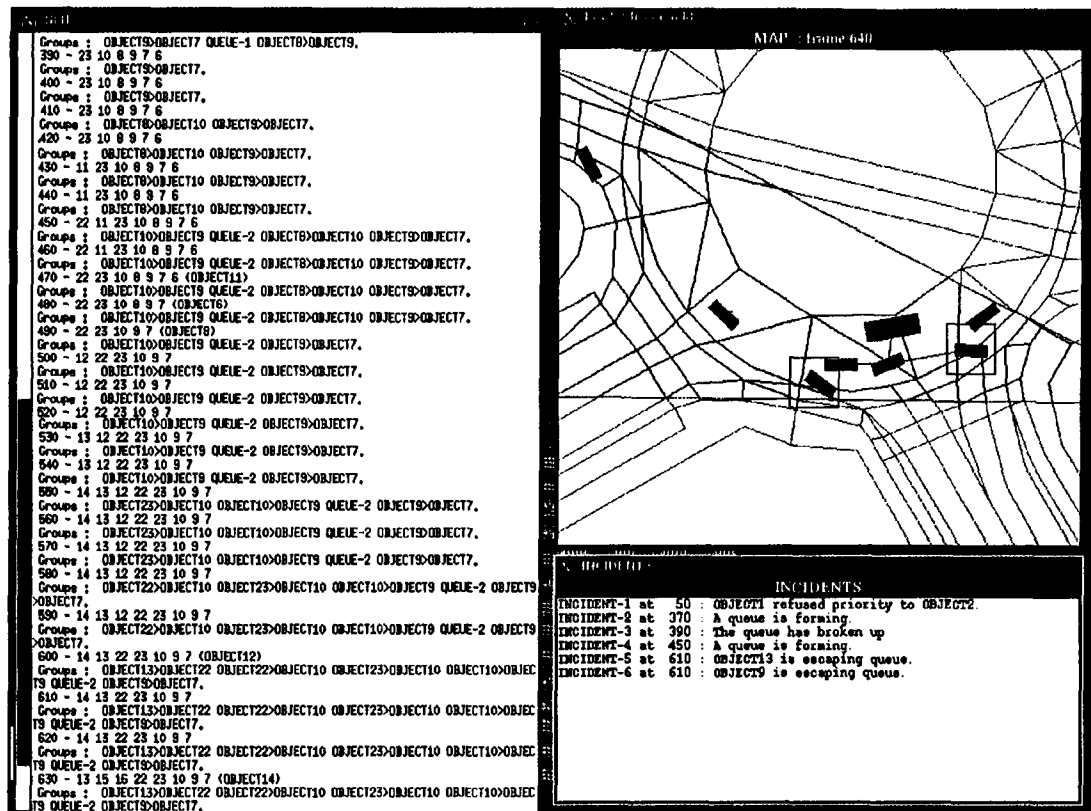 Groups : OBJECT9>OBJECT7 QUEUE-1 OBJECT8>OBJECT9.
390 - 23 10 8 9 7 6
Groups : OBJECT9>OBJECT7.
400 - 23 10 8 9 7 6
Groups : OBJECT9>OBJECT7.
410 - 23 10 8 9 7 6
Groups : OBJECT8>OBJECT10 OBJECT9>OBJECT7.
420 - 23 10 8 9 7 6
Groups : OBJECT8>OBJECT10 OBJECT9>OBJECT7.
430 - 11 23 10 8 9 7 6
Groups : OBJECT8>OBJECT10 OBJECT9>OBJECT7.
440 - 11 23 10 8 9 7 6
Groups : OBJECT8>OBJECT10 OBJECT9>OBJECT7.
450 - 22 11 23 10 8 9 7 6
Groups : OBJECT10>OBJECT9 QUEUE-2 OBJECT8>OBJECT10 OBJECT9>OBJECT7.
460 - 22 11 23 10 8 9 7 6
Groups : OBJECT10>OBJECT9 QUEUE-2 OBJECT8>OBJECT10 OBJECT9>OBJECT7.
470 - 22 23 10 8 9 7 6 (OBJECT11)
Groups : OBJECT10>OBJECT9 QUEUE-2 OBJECT8>OBJECT10 OBJECT9>OBJECT7.
480 - 22 23 10 8 9 7 (OBJECT6)
Groups : OBJECT10>OBJECT9 QUEUE-2 OBJECT8>OBJECT10 OBJECT9>OBJECT7.
490 - 22 23 10 9 7 (OBJECT8)
Groups : OBJECT10>OBJECT9 QUEUE-2 OBJECT9>OBJECT7.
500 - 12 22 23 10 9 7
Groups : OBJECT10>OBJECT9 QUEUE-2 OBJECT9>OBJECT7.
510 - 12 22 23 10 9 7
Groups : OBJECT10>OBJECT9 QUEUE-2 OBJECT9>OBJECT7.
520 - 12 22 23 10 9 7
Groups : OBJECT10>OBJECT9 QUEUE-2 OBJECT9>OBJECT7.
530 - 13 12 22 23 10 9 7
Groups : OBJECT10>OBJECT9 QUEUE-2 OBJECT9>OBJECT7.
540 - 13 12 22 23 10 9 7
Groups : OBJECT10>OBJECT9 QUEUE-2 OBJECT9>OBJECT7.
550 - 14 13 12 22 23 10 9 7
Groups : OBJECT23>OBJECT10 OBJECT10>OBJECT9 QUEUE-2 OBJECT9>OBJECT7.
560 - 14 13 12 22 23 10 9 7
Groups : OBJECT23>OBJECT10 OBJECT10>OBJECT9 QUEUE-2 OBJECT9>OBJECT7.
570 - 14 13 12 22 23 10 9 7
Groups : OBJECT23>OBJECT10 OBJECT10>OBJECT9 QUEUE-2 OBJECT9>OBJECT7.
580 - 14 13 12 22 23 10 9 7
Groups : OBJECT22>OBJECT10 OBJECT23>OBJECT10 OBJECT10>OBJECT9 QUEUE-2 OBJECT9
>OBJECT7.
590 - 14 13 12 22 23 10 9 7
Groups : OBJECT22>OBJECT10 OBJECT23>OBJECT10 OBJECT10>OBJECT9 QUEUE-2 OBJECT9
>OBJECT7.
600 - 14 13 22 23 10 9 7 (OBJECT12)
Groups : OBJECT13>OBJECT22 OBJECT22>OBJECT10 OBJECT23>OBJECT10 OBJECT10>OBJEC
T9 QUEUE-2 OBJECT9>OBJECT7.
610 - 14 13 22 23 10 9 7
Groups : OBJECT13>OBJECT22 OBJECT22>OBJECT10 OBJECT23>OBJECT10 OBJECT10>OBJEC
T9 QUEUE-2 OBJECT9>OBJECT7.
620 - 14 13 22 23 10 9 7
Groups : OBJECT13>OBJECT22 OBJECT22>OBJECT10 OBJECT23>OBJECT10 OBJECT10>OBJEC
T9 QUEUE-2 OBJECT9>OBJECT7.
630 - 13 15 16 22 23 10 9 7 (OBJECT14)
Groups : OBJECT13>OBJECT22 OBJECT22>OBJECT10 OBJECT23>OBJECT10 OBJECT10>OBJEC
T9 QUEUE-2 OBJECT9>OBJECT7.
MAP : frame 640
INCIDENTS
INCIDENTS
INCIDENT-1 at 50 : OBJECT1 refused priority to OBJECT2.
INCIDENT-2 at 370 : A queue is forming.
INCIDENT-3 at 390 : The queue has broken up
INCIDENT-4 at 450 : A queue is forming.
INCIDENT-5 at 610 : OBJECT13 is escaping queue.
INCIDENT-6 at 610 : OBJECT9 is escaping queue.